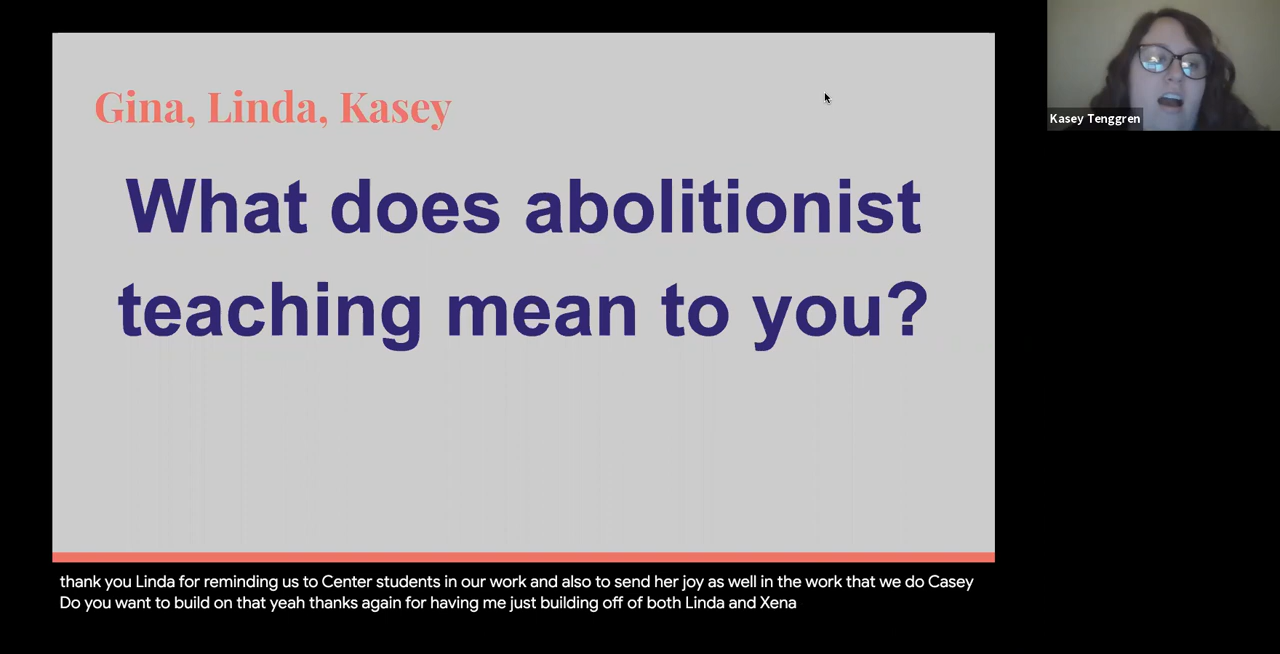 Gina, Linda, Kasey
What does abolitionist
teaching mean to you?
Kasey Tenggren
thank you Linda for reminding us to Center students in our work and also to send her joy as well in the work that we do Casey
Do you want to build on that yeah thanks again for having me just building off of both Linda and Xena